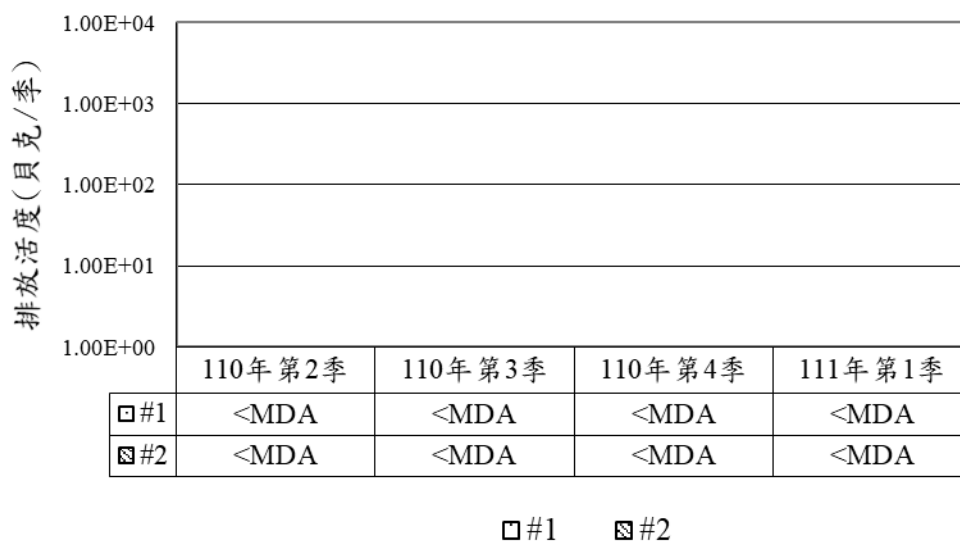 1.00E+04
1.00E+03
1.00E+02
1.00E+01
1.00E+00
排放活度(貝克/季)
110年第2季 110年第3季 110年第4季 111年第1季
#1 <MDA <MDA <MDA <MDA
#2 <MDA <MDA <MDA <MDA
#1 #2